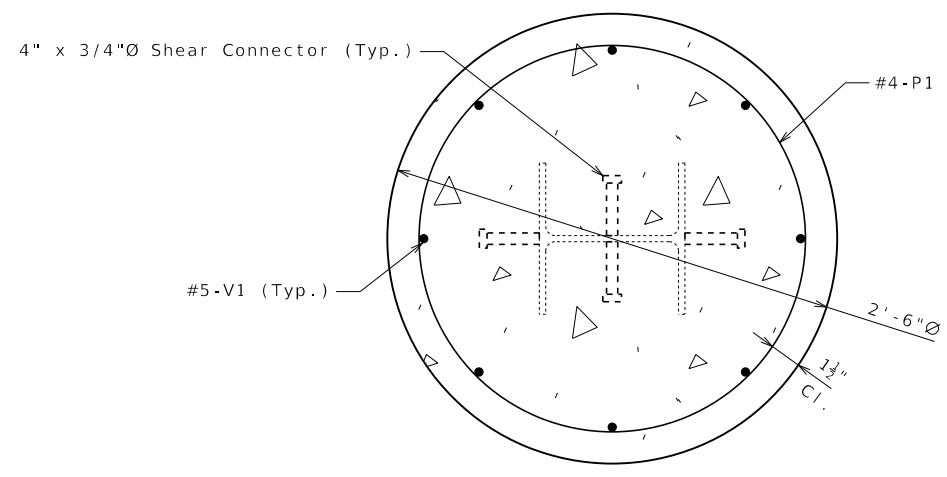 4" x 3/4"Ø Shear Connector (Typ.)
#4-P1
#5-V1 (Typ.)
2'-6"Ø
1½"
Cl.